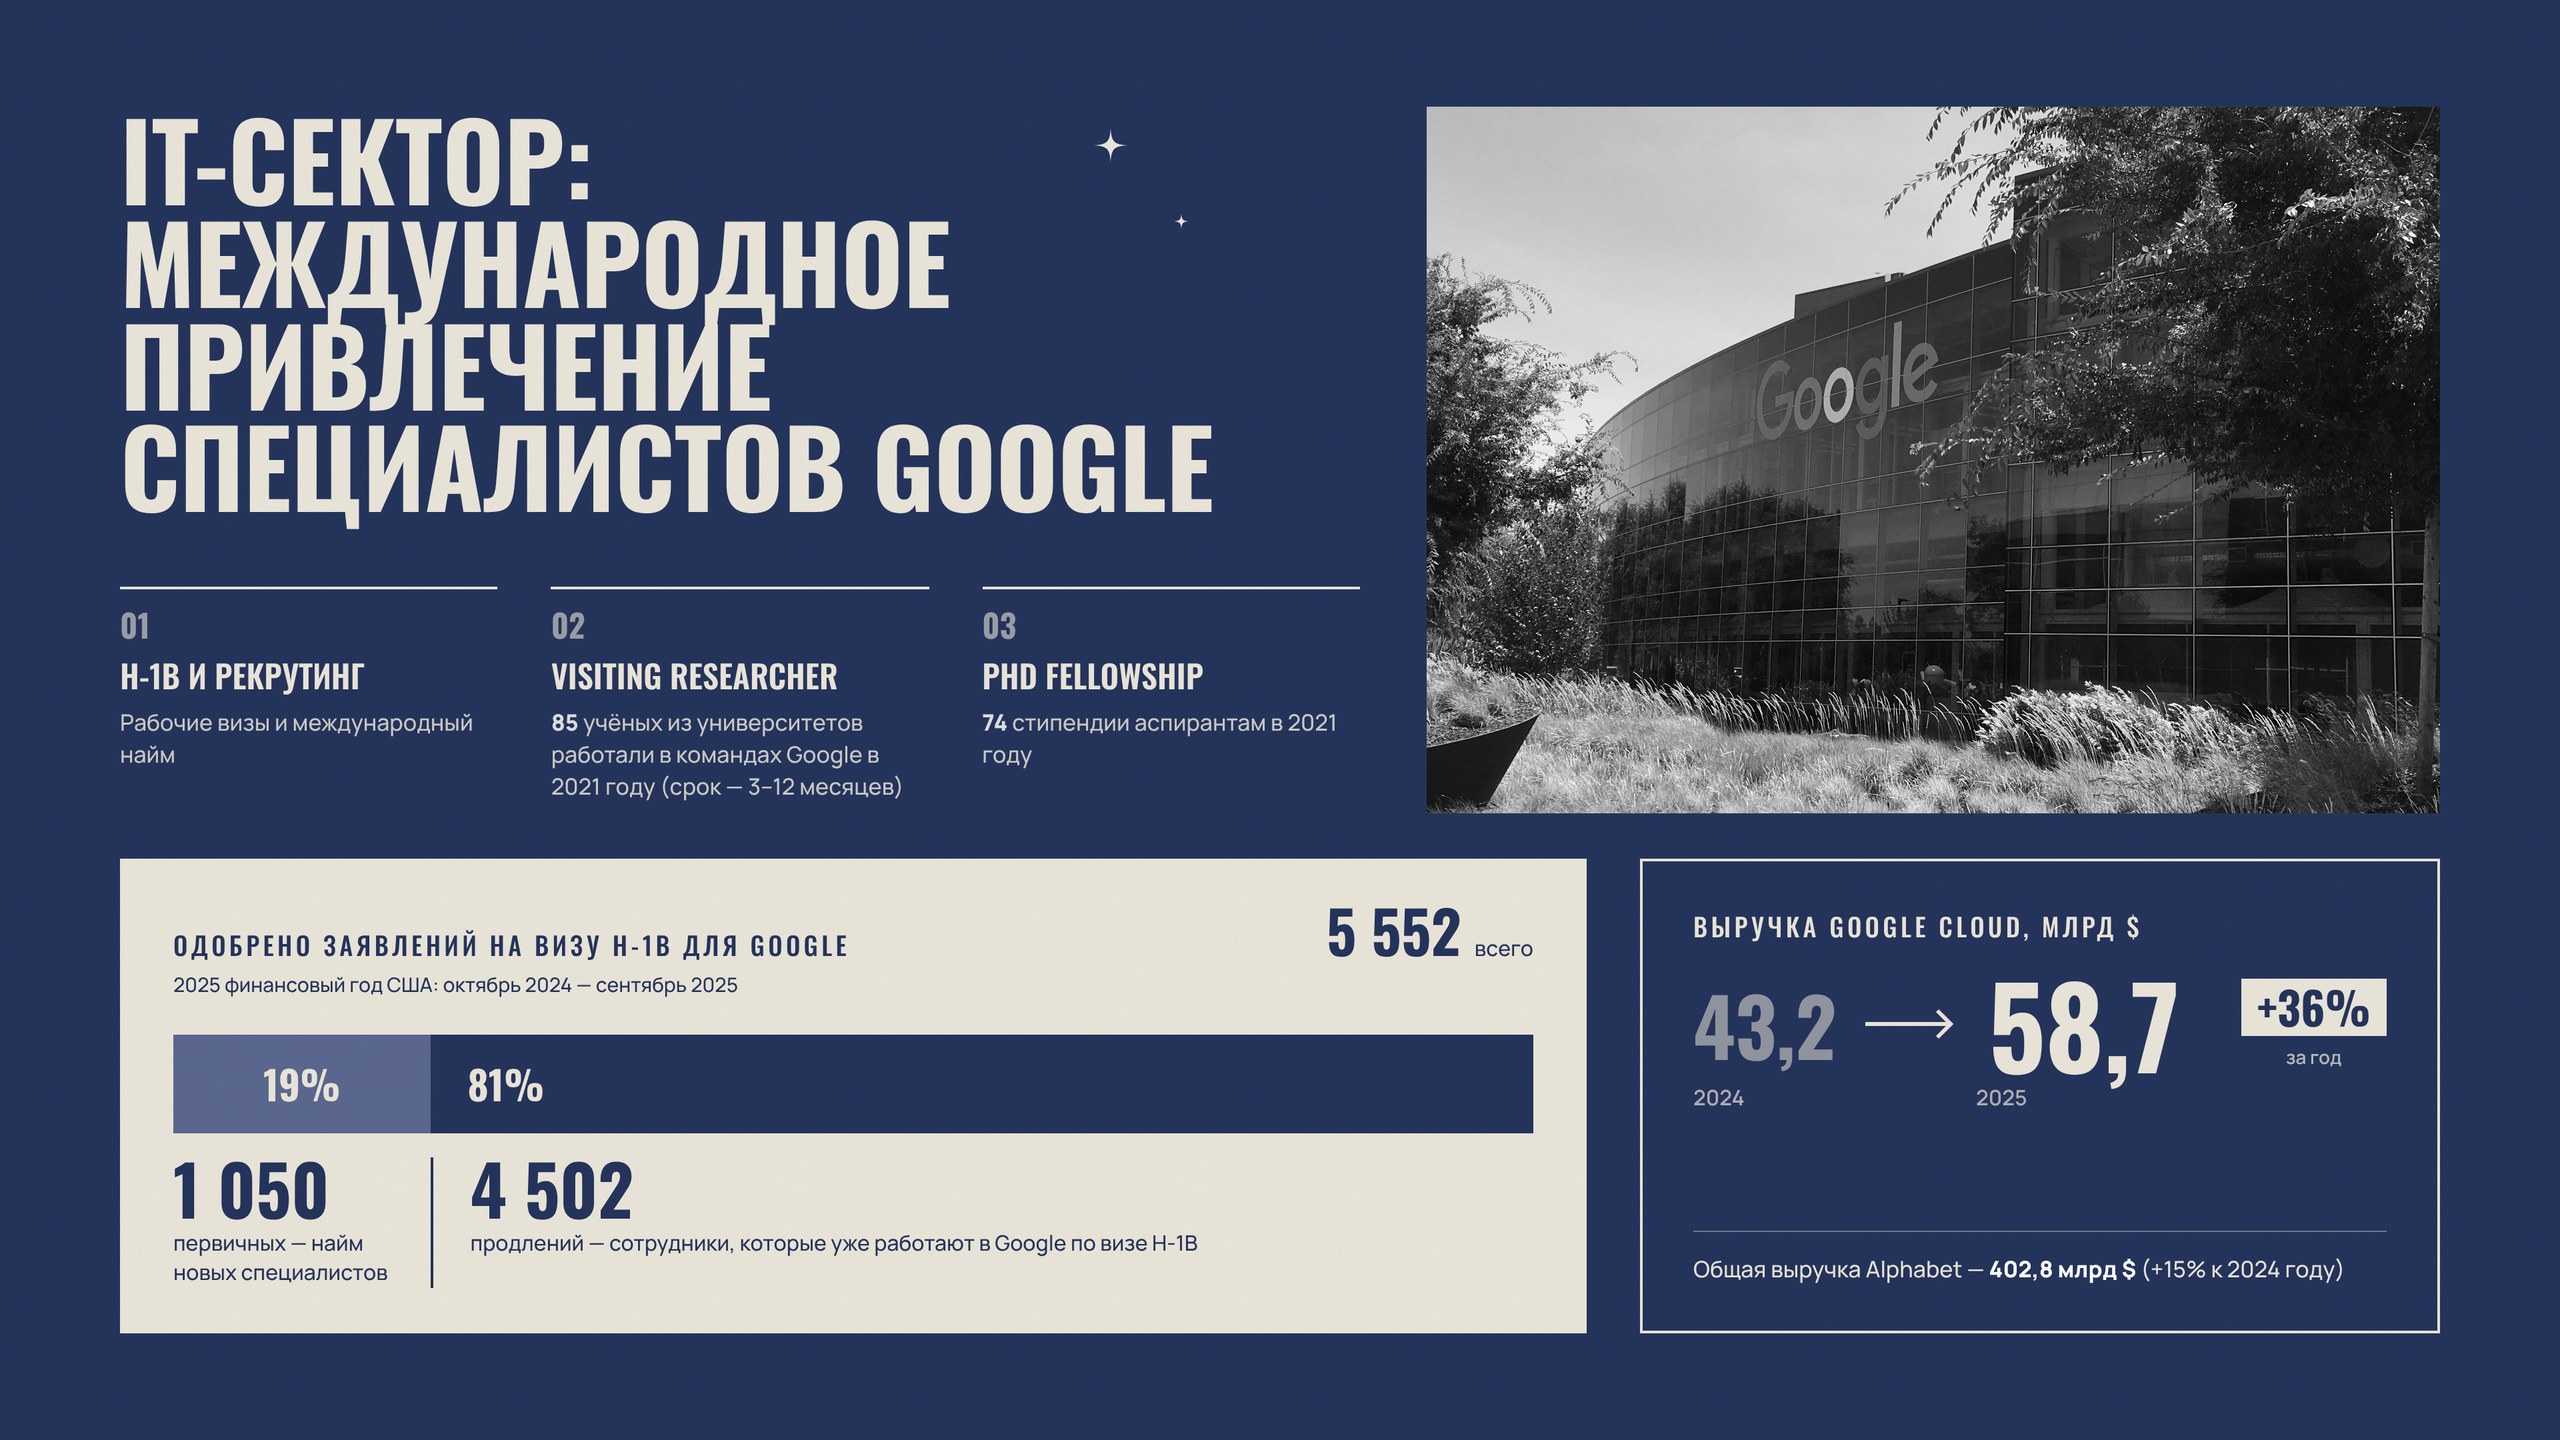 IT-СЕКТОР:
МЕЖДУНАРОДНОЕ
ПРИВЛЕЧЕНИЕ
СПЕЦИАЛИСТОВ GOOGLE
Google
01
H-1B И РЕКРУТИНГ
Рабочие визы и международный
найм
02
VISITING RESEARCHER
85 учёных из университетов
работали в командах Google в
2021 году (срок — 3–12 месяцев)
03
PHD FELLOWSHIP
74 стипендии аспирантам в 2021
году
ОДОБРЕНО ЗАЯВЛЕНИЙ НА ВИЗУ H-1B ДЛЯ GOOGLE
5 552 всего
2025 финансовый год США: октябрь 2024 — сентябрь 2025
19%
81%
1 050
первичных — найм
новых специалистов
4 502
продлений — сотрудники, которые уже работают в Google по визе H-1B
ВЫРУЧКА GOOGLE CLOUD, МЛРД $
43,2
2024
58,7
2025
+36%
за год
Общая выручка Alphabet — 402,8 млрд $ (+15% к 2024 году)